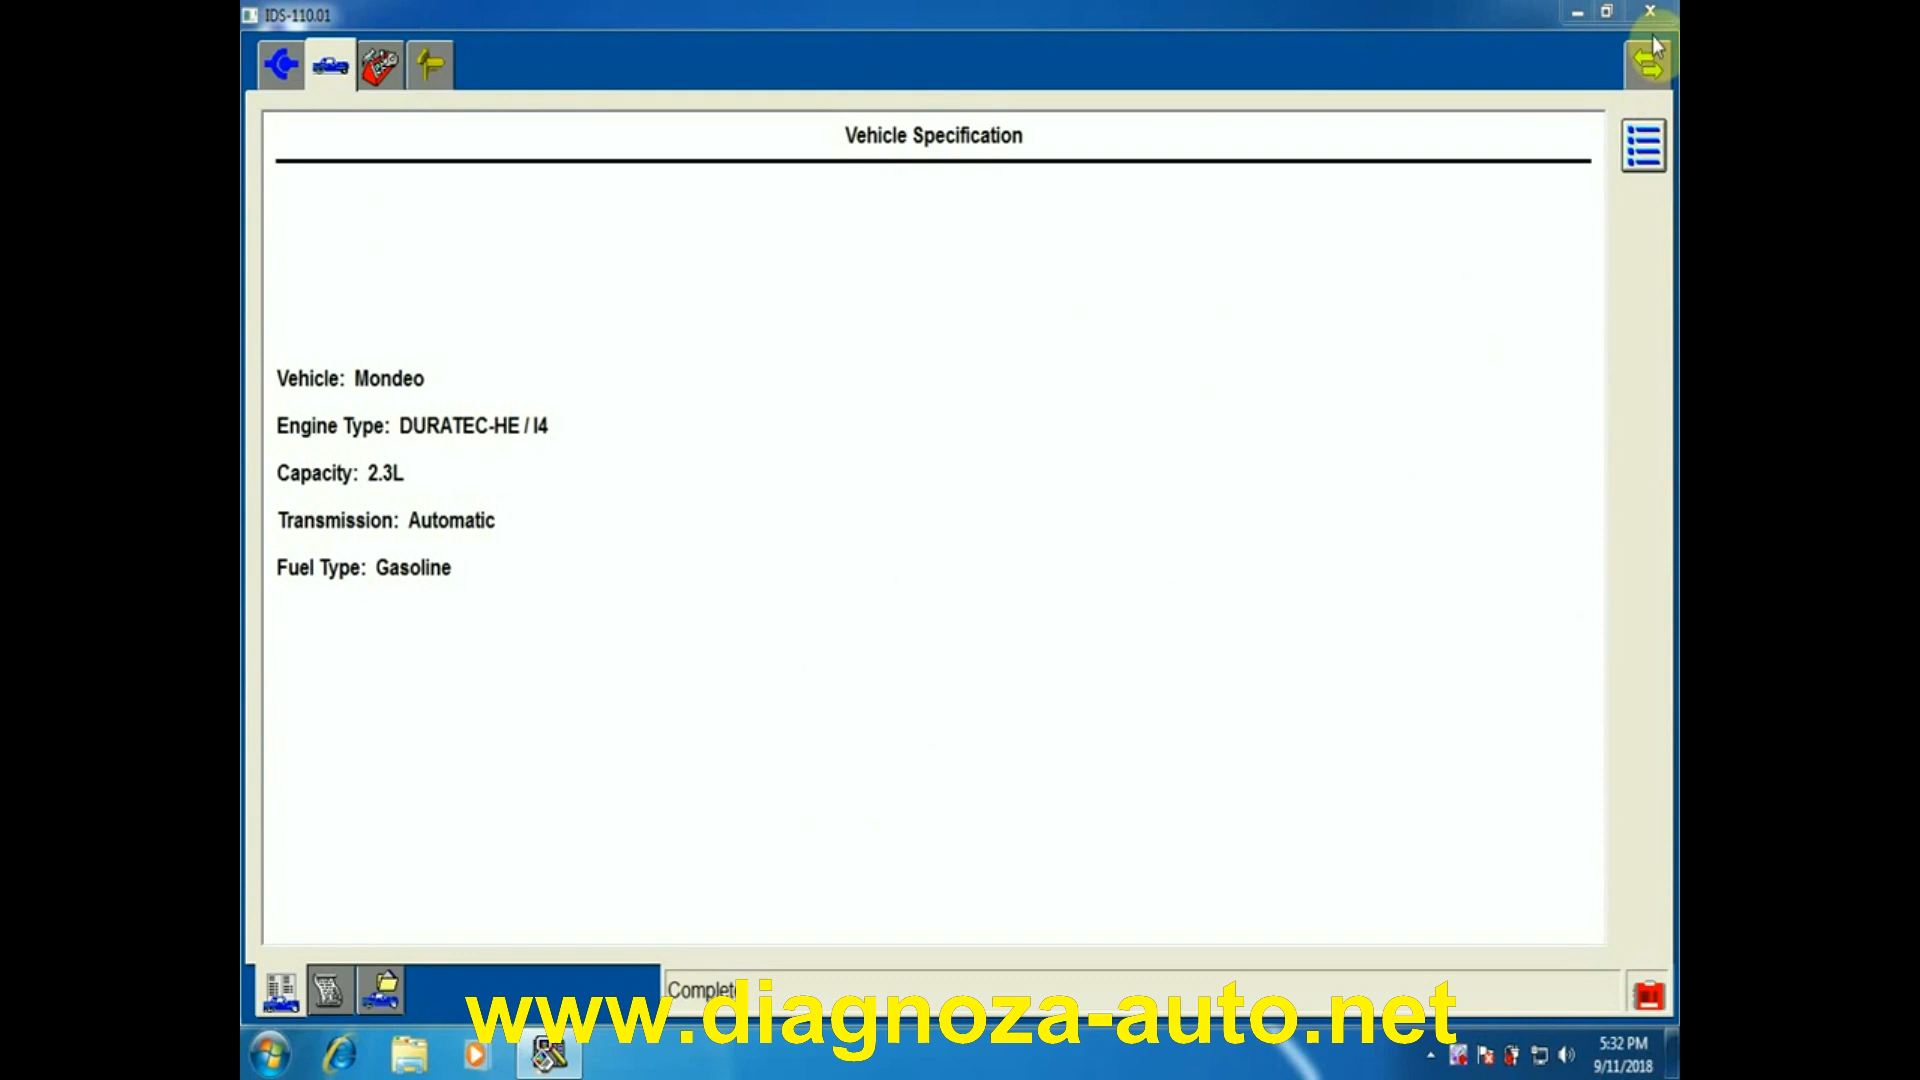 IDS-110.01
Vehicle Specification
Vehicle: Mondeo
Engine Type: DURATEC-HE / I4
Capacity: 2.3L
Transmission: Automatic
Fuel Type: Gasoline
Complete
www.diagnoza-auto.net
5:32 PM
9/11/2018